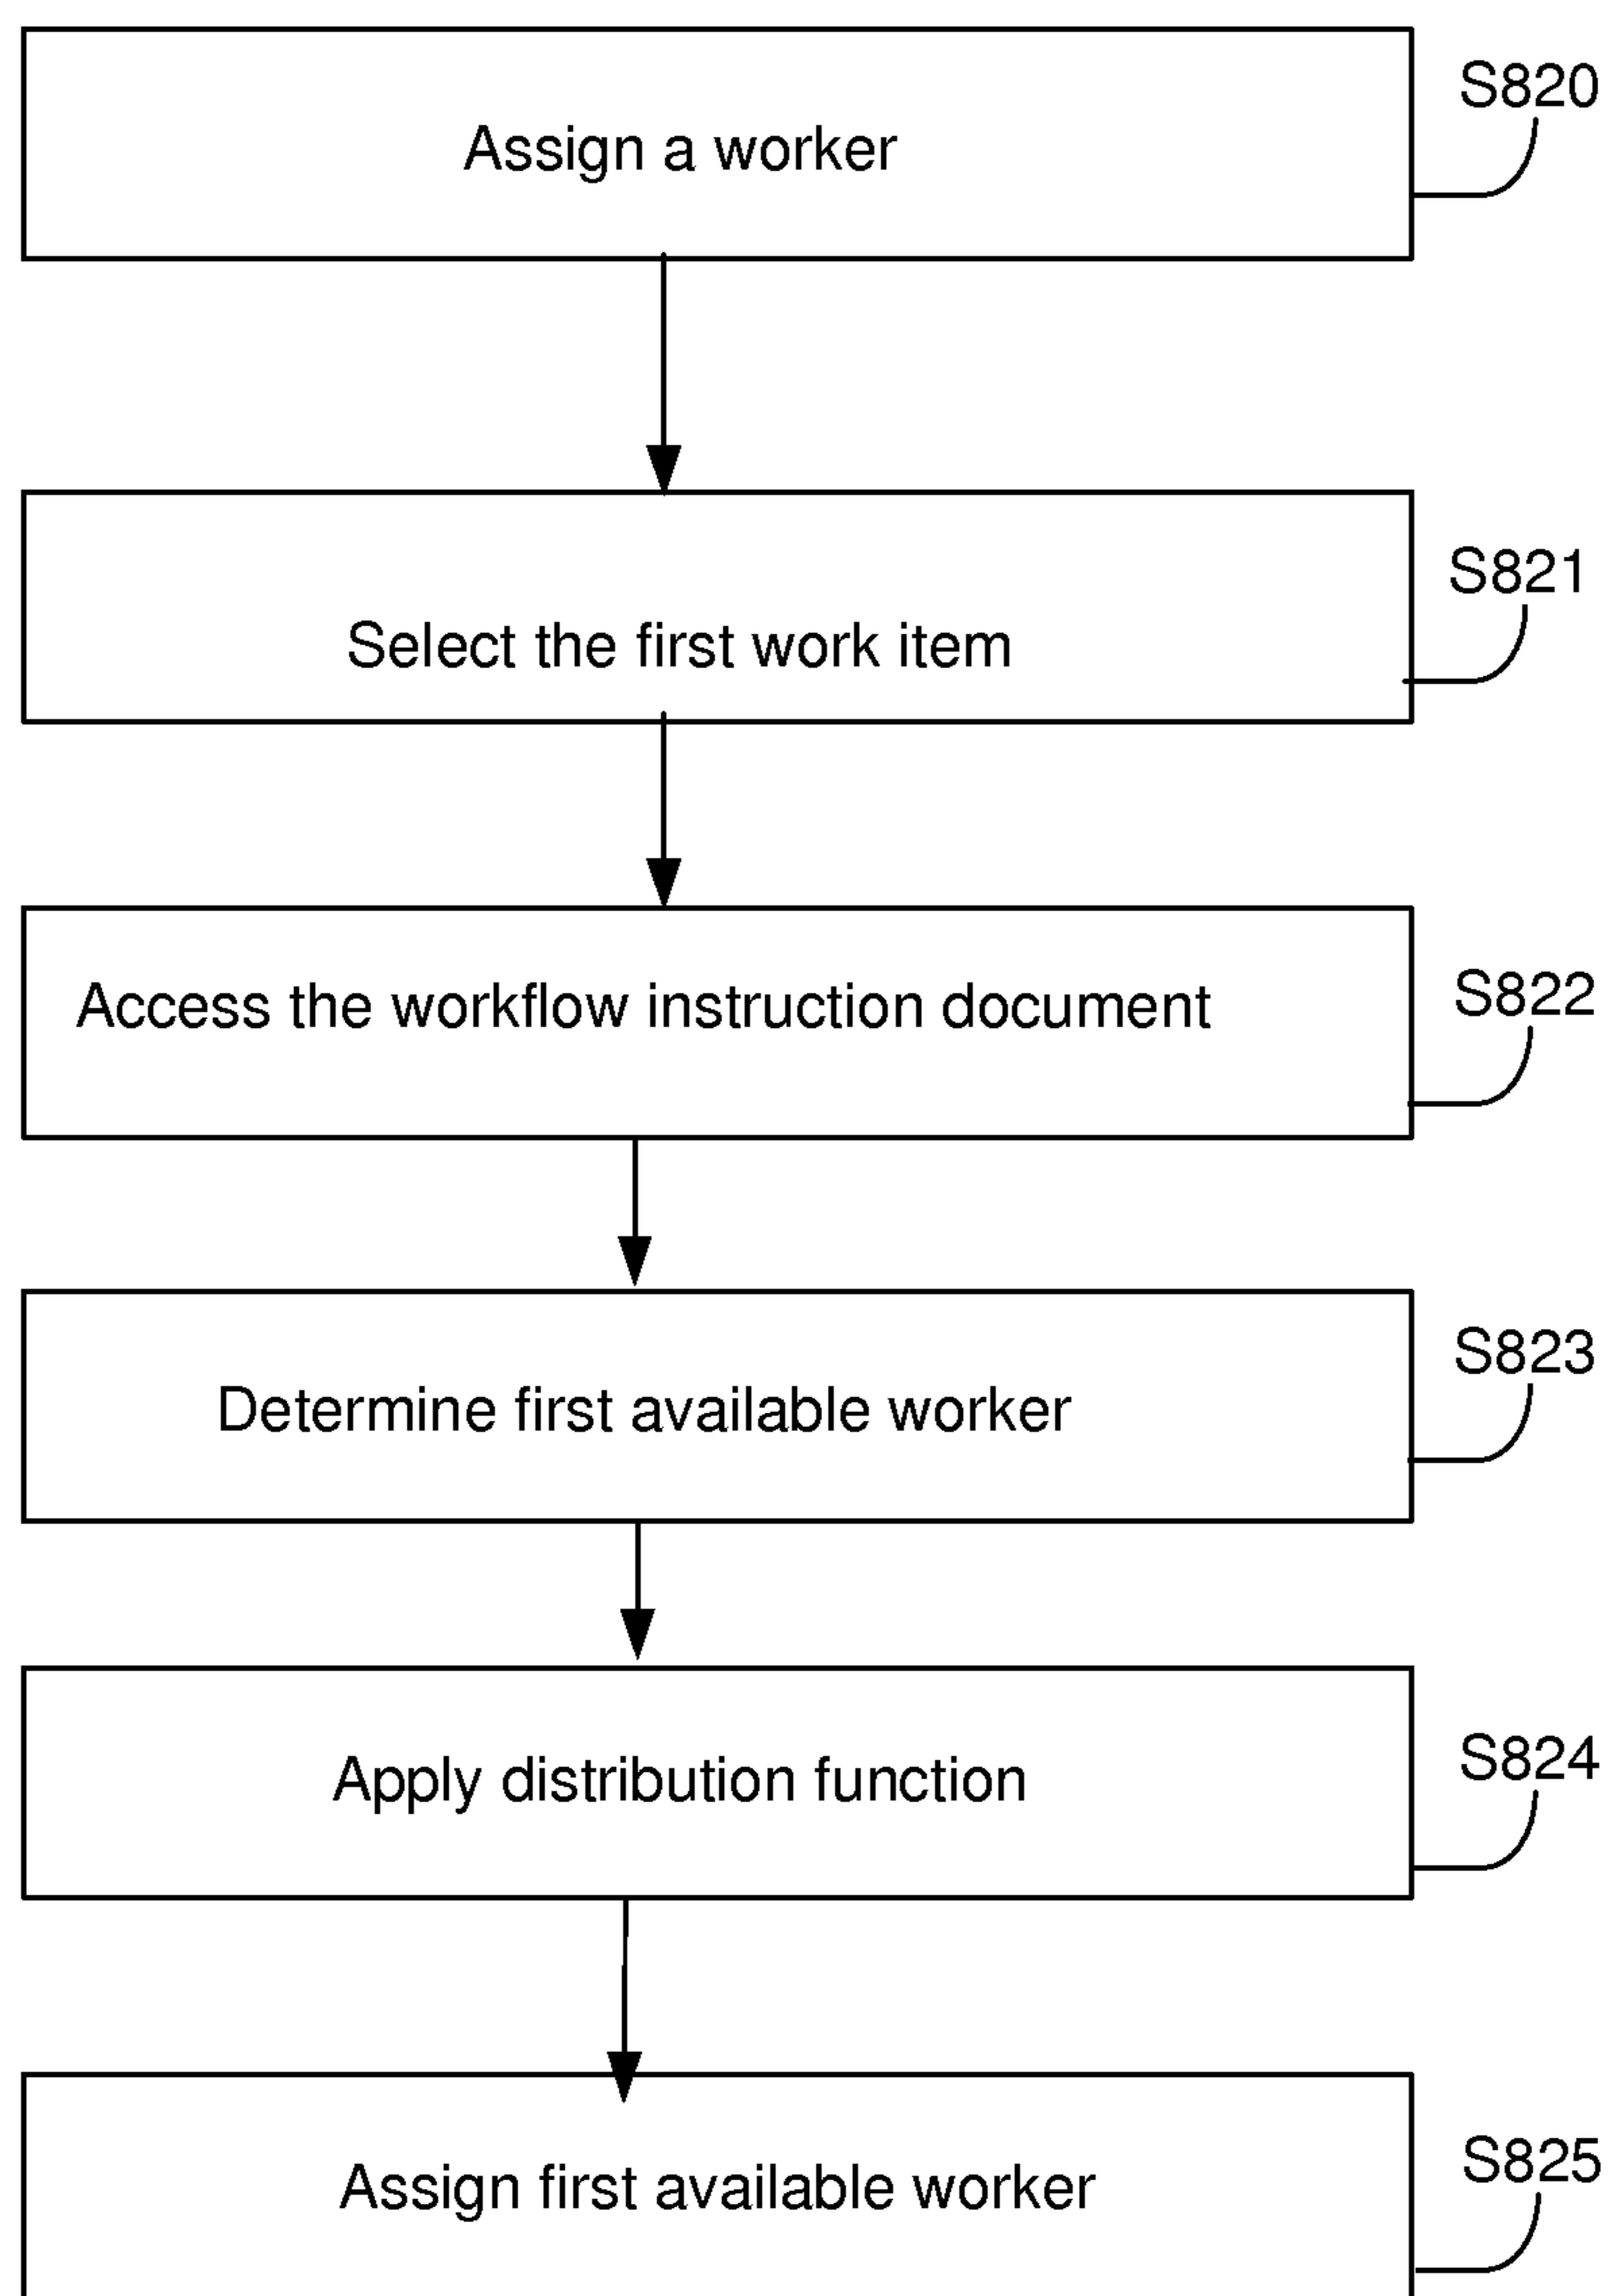 S820
Assign a worker
S821
Select the first work item
S822
Access the workflow instruction document
S823
Determine first available worker
S824
Apply distribution function
S825
Assign first available worker